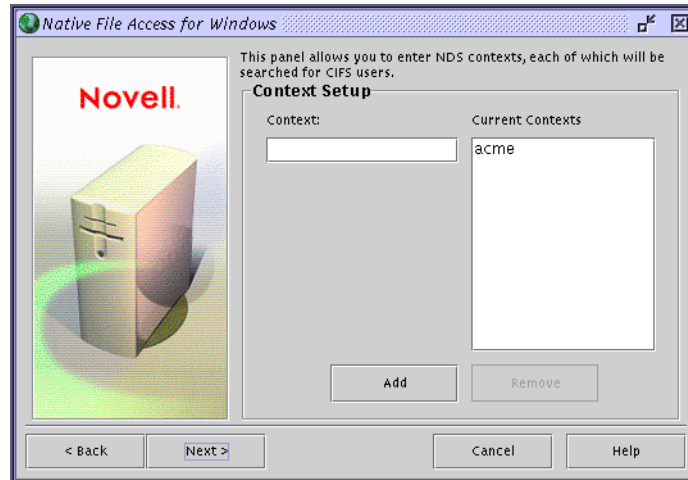 Native File Access for Windows
This panel allows you to enter NDS contexts, each of which will be
searched for CIFS users.
Novell.
Context Setup
Context:
Current Contexts
acme
Add
Remove
< Back
Next >
Cancel
Help